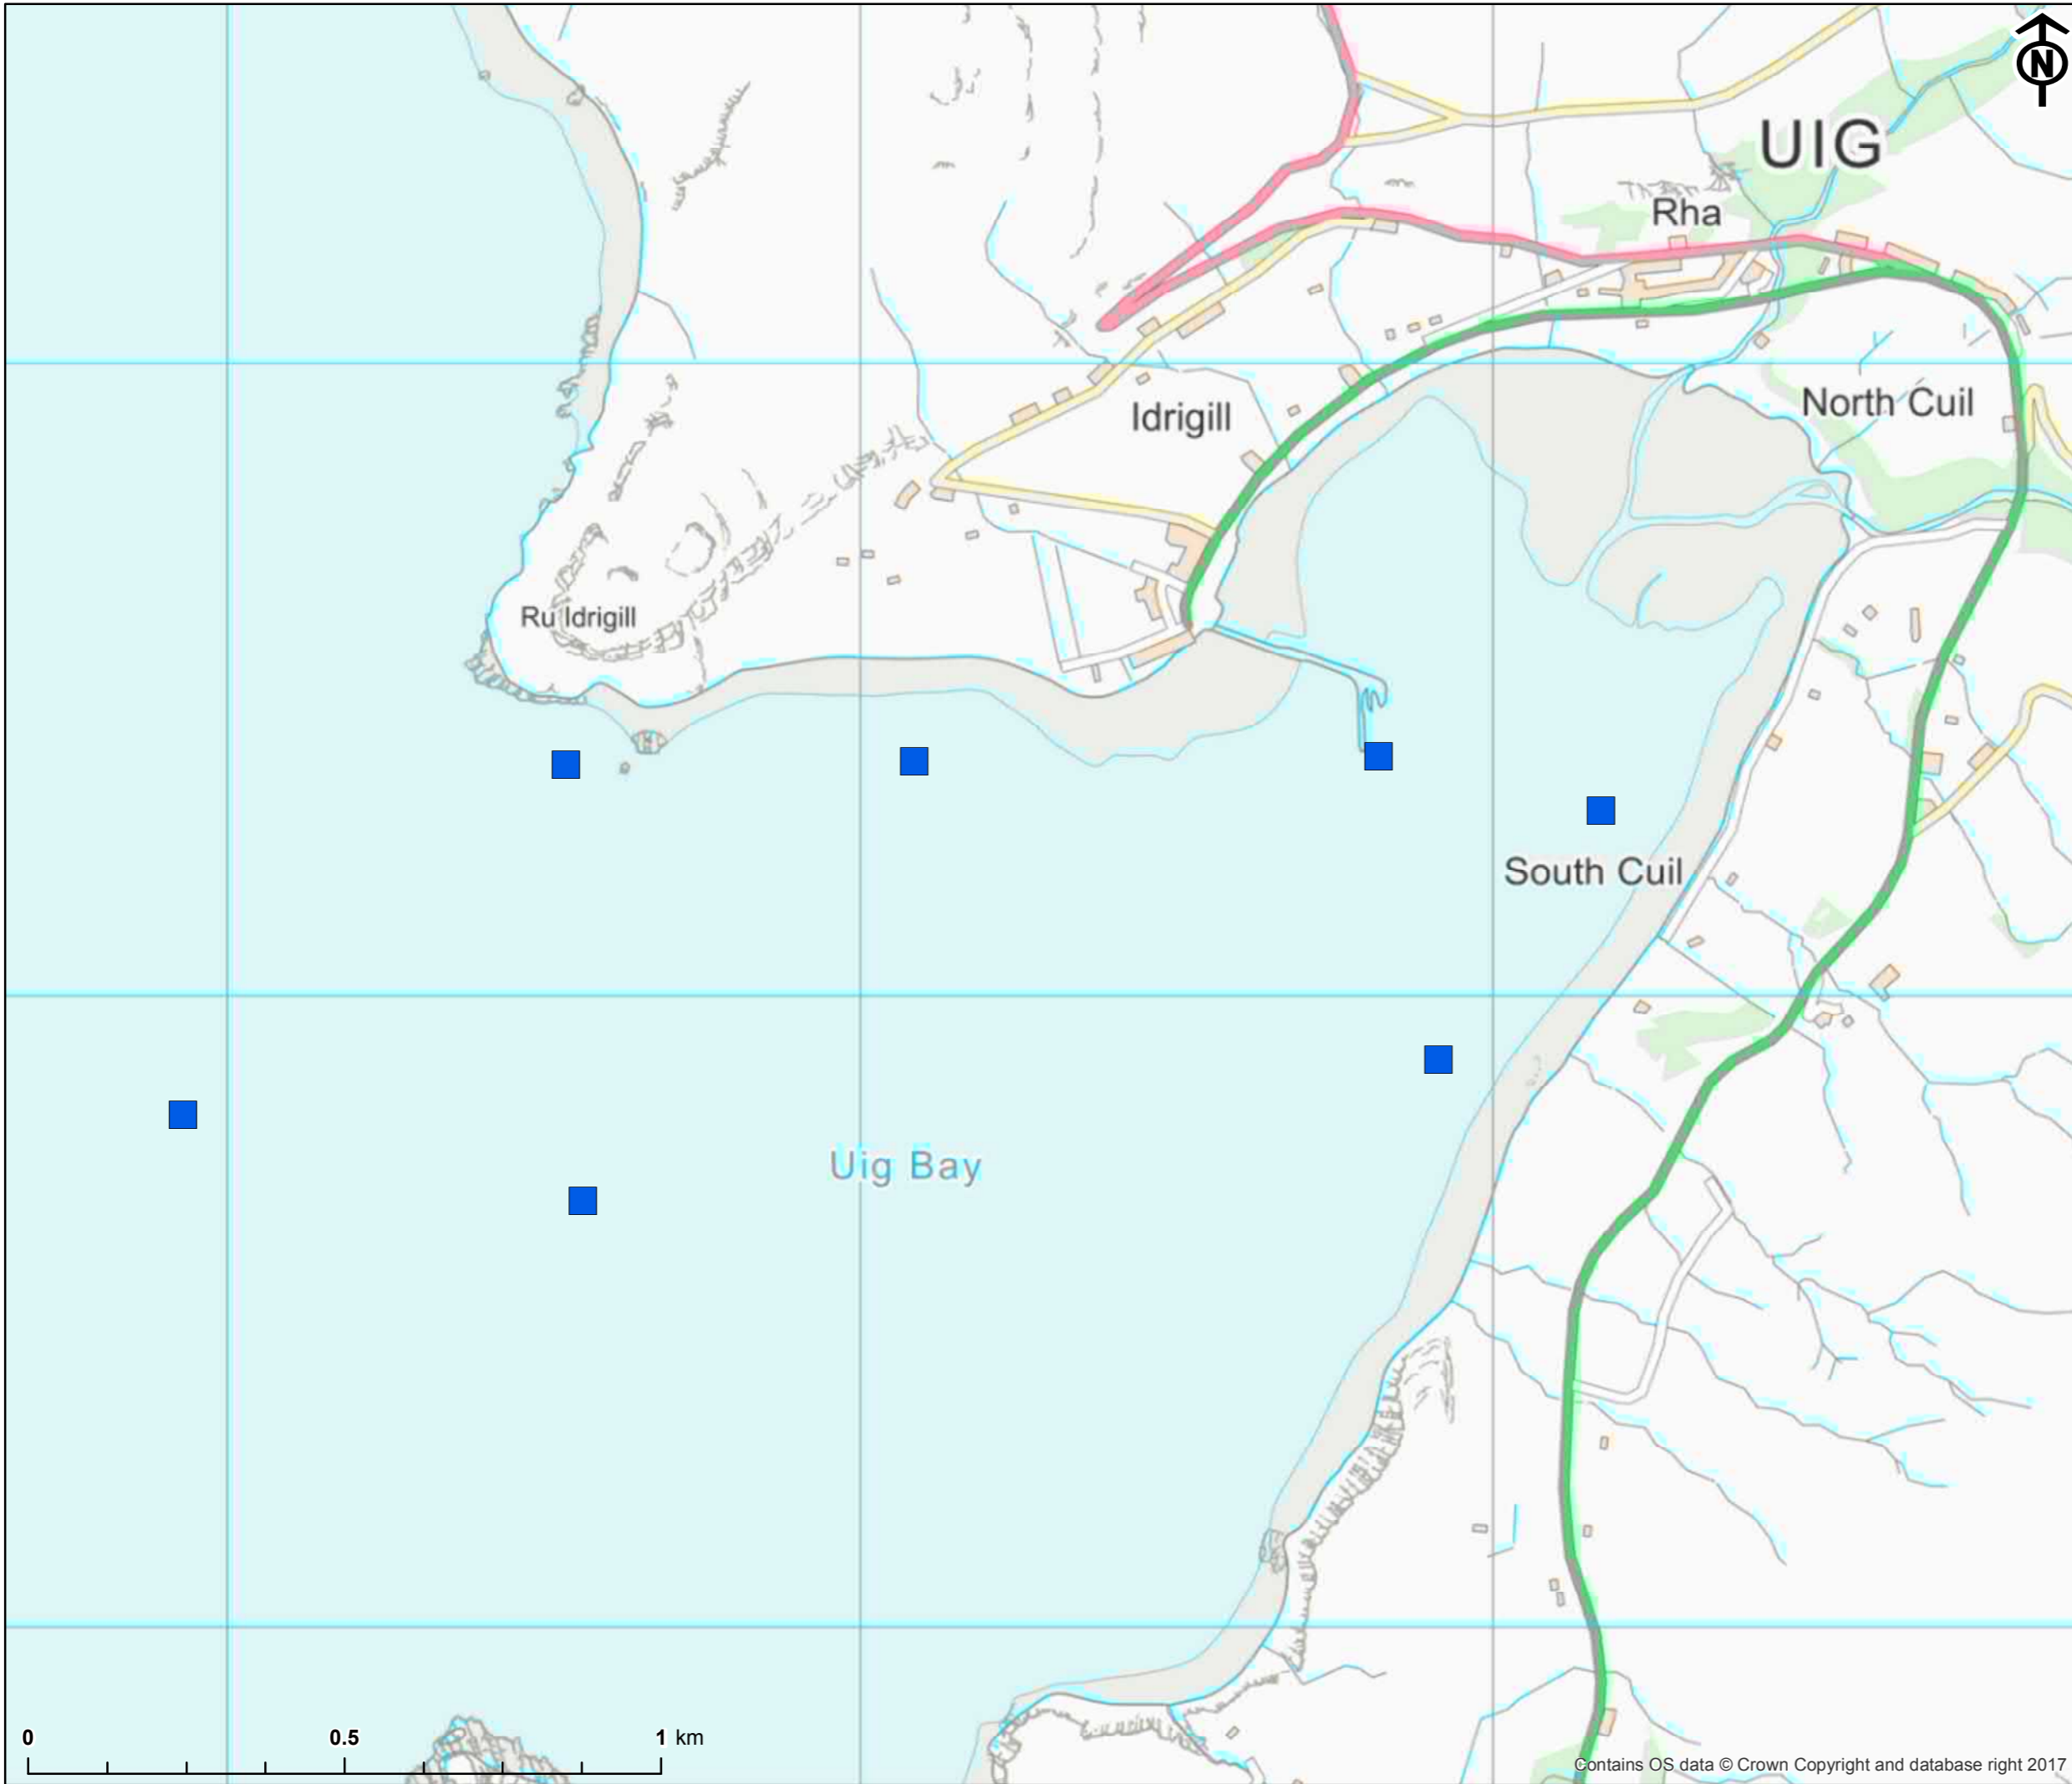 N
UIG
Rha
North Cuil
Idrigill
Ru Idrigill
South Cuil
Uig Bay
0 0.5 1 km
Contains OS data © Crown Copyright and database right 2017